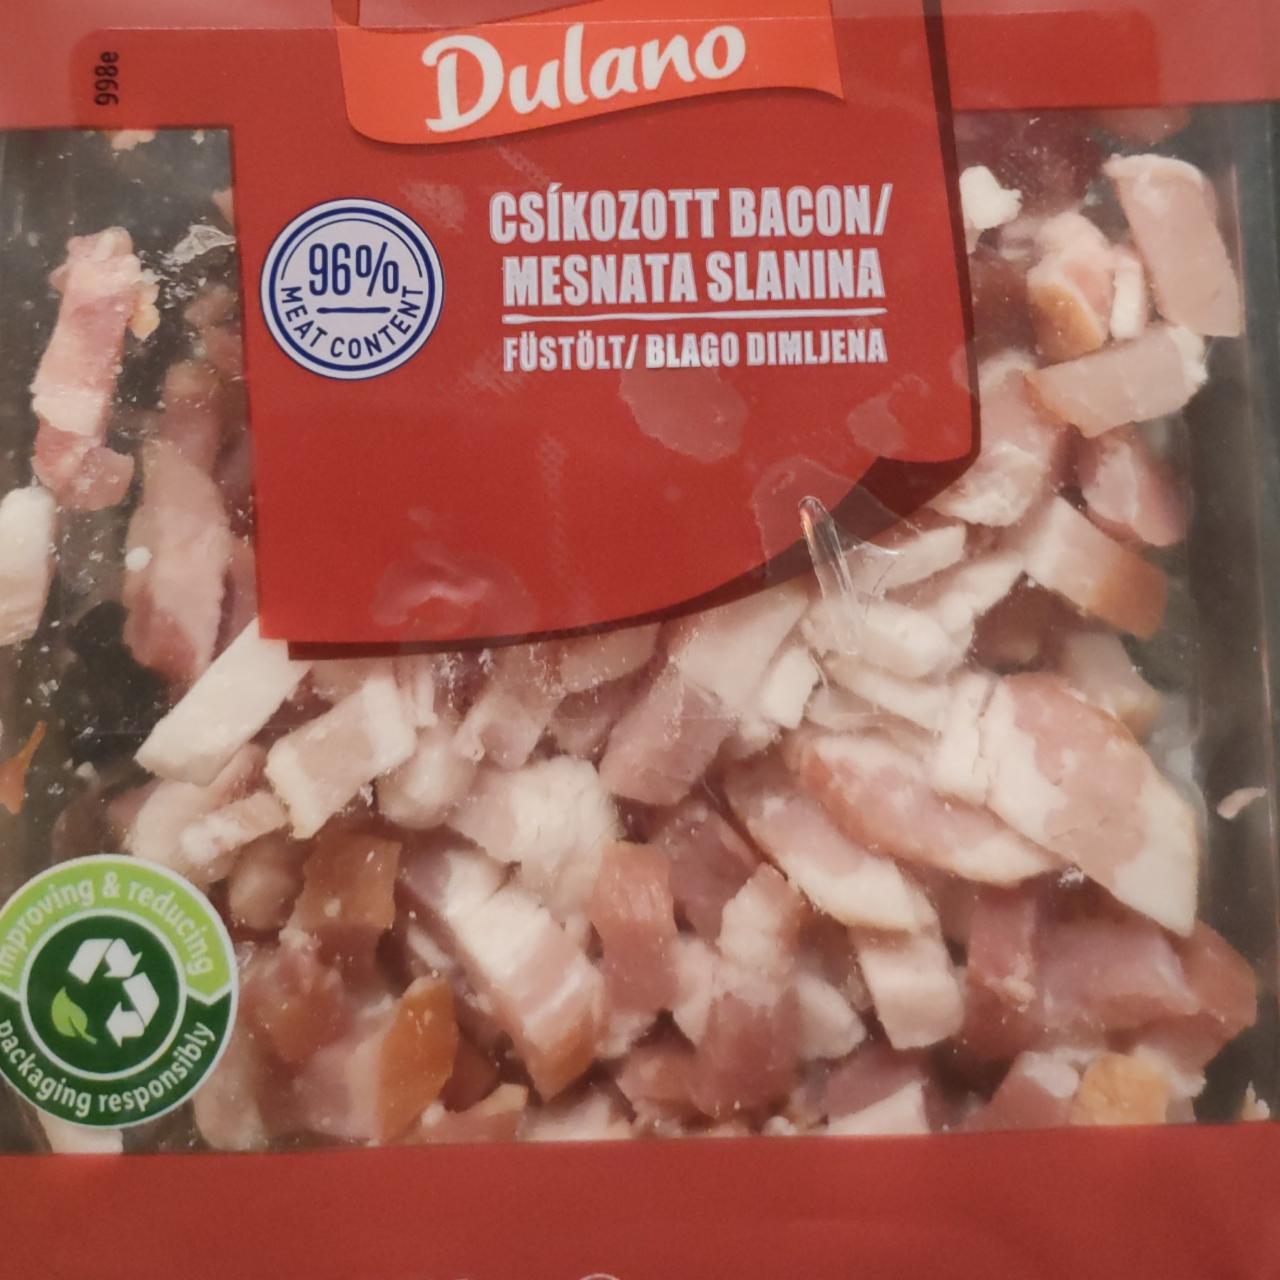 998e
Dulano
96%
MEAT CONTENT
CSÍKOZOTT BACON/
MESNATA SLANINA
FÜSTÖLT/ BLAGO DIMLJENA
improving & reducing
packaging responsibly